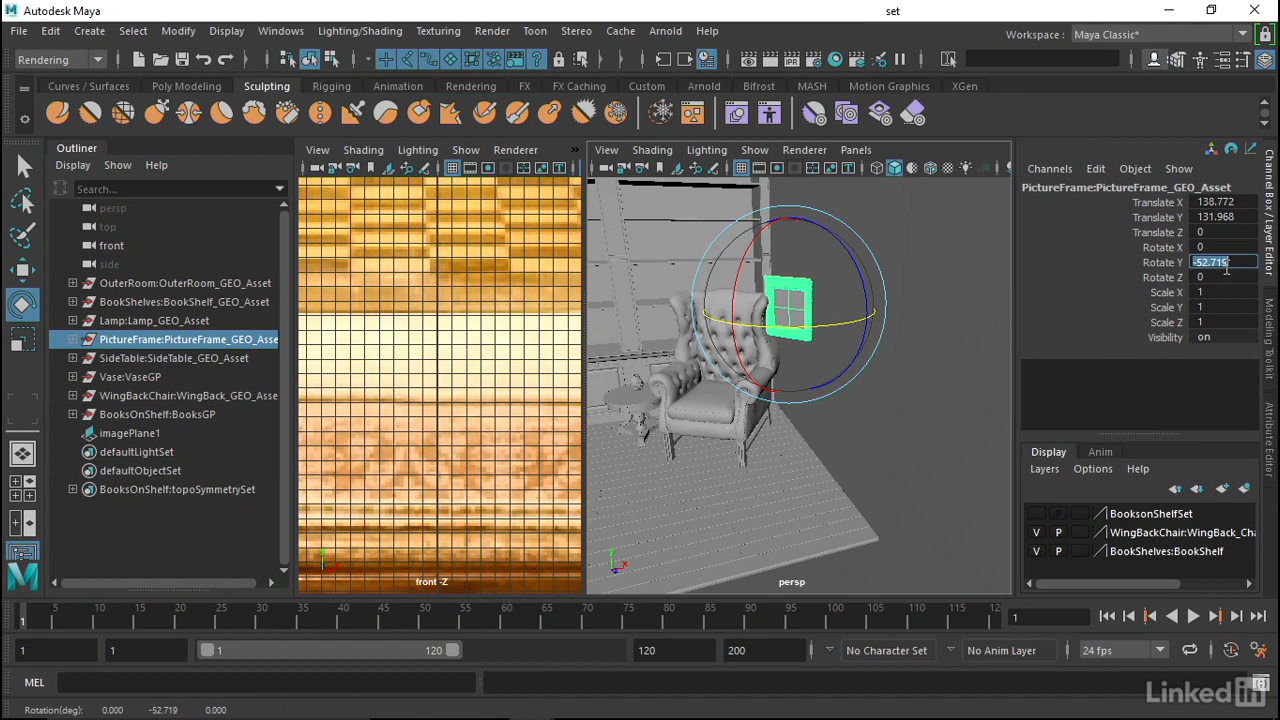 Autodesk Maya
set
File Edit Create Select Modify Display Windows Lighting/Shading Texturing Render Toon Stereo Cache Arnold Help
Workspace : Maya Classic*
Rendering
IPR
Curves / Surfaces Poly Modeling Sculpting Rigging Animation Rendering FX FX Caching Custom Arnold Bifrost MASH Motion Graphics XGen
Outliner
Display Show Help
Search...
persp
top
front
side
OuterRoom:OuterRoom_GEO_Asset
BookShelves:BookShelf_GEO_Asset
Lamp:Lamp_GEO_Asset
PictureFrame:PictureFrame_GEO_Asse
SideTable:SideTable_GEO_Asset
Vase:VaseGP
WingBackChair:WingBack_GEO_Asse
BooksOnShelf:BooksGP
imagePlane1
defaultLightSet
defaultObjectSet
BooksOnShelf:topoSymmetrySet
View Shading Lighting Show Renderer »
front -Z
View Shading Lighting Show Renderer Panels
persp
Channels Edit Object Show
PictureFrame:PictureFrame_GEO_Asset
Translate X 138.772
Translate Y 131.968
Translate Z 0
Rotate X 0
Rotate Y -52.719
Rotate Z 0
Scale X 1
Scale Y 1
Scale Z 1
Visibility on
Display Anim
Layers Options Help
P BooksonShelfSet
V P WingBackChair:WingBack_Cha
V P BookShelves:BookShelf
Channel Box / Layer Editor
Modeling Toolkit
Attribute Editor
1 5 10 15 20 25 30 35 40 45 50 55 60 65 70 75 80 85 90 95 100 105 110 115 120
1
1 1 1 120 120 200 No Character Set No Anim Layer 24 fps
MEL
Rotation(deg): 0.000 -52.719 0.000
LinkedIn